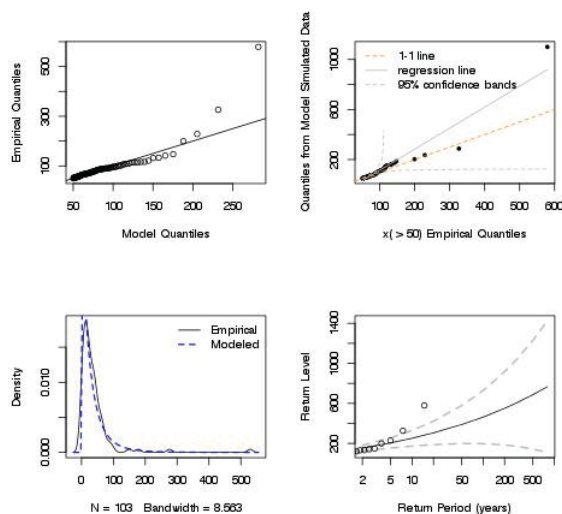 Empirical Quantiles
500
300
100
50 100 150 200 250
Model Quantiles
Quantiles from Model Simulated Data
1000
600
200
1-1 line
regression line
95% confidence bands
100 200 300 400 500 600
x( > 50) Empirical Quantiles
Density
0.010
0.000
Empirical
Modeled
0 100 200 300 400 500
N = 103 Bandwidth = 8.563
Return Level
1400
1000
600
200
2 5 10 50 100 500
Return Period (years)